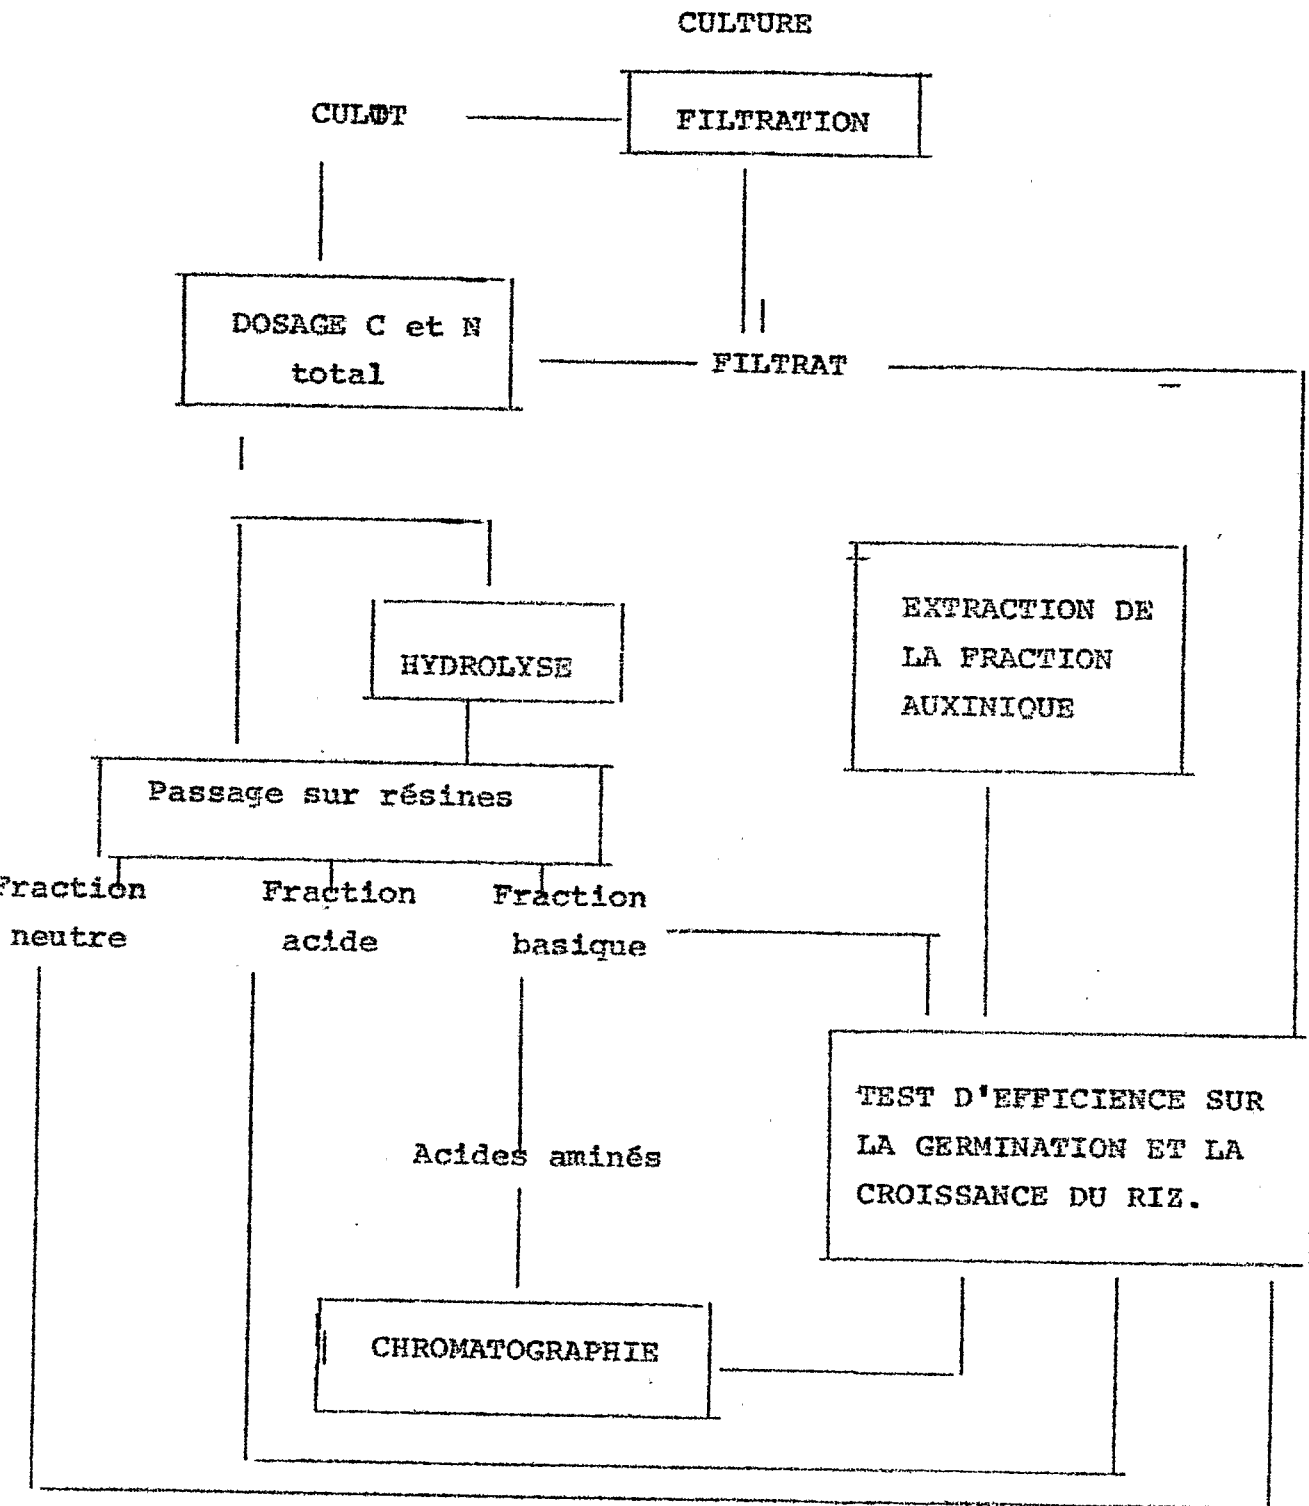 CULTURE
CULOT
FILTRATION
DOSAGE C et N
total
FILTRAT
HYDROLYSE
EXTRACTION DE
LA FRACTION
AUXINIQUE
Passage sur résines
Fraction
neutre
Fraction
acide
Fraction
basique
TEST D'EFFICIENCE SUR
LA GERMINATION ET LA
CROISSANCE DU RIZ.
Acides aminés
CHROMATOGRAPHIE